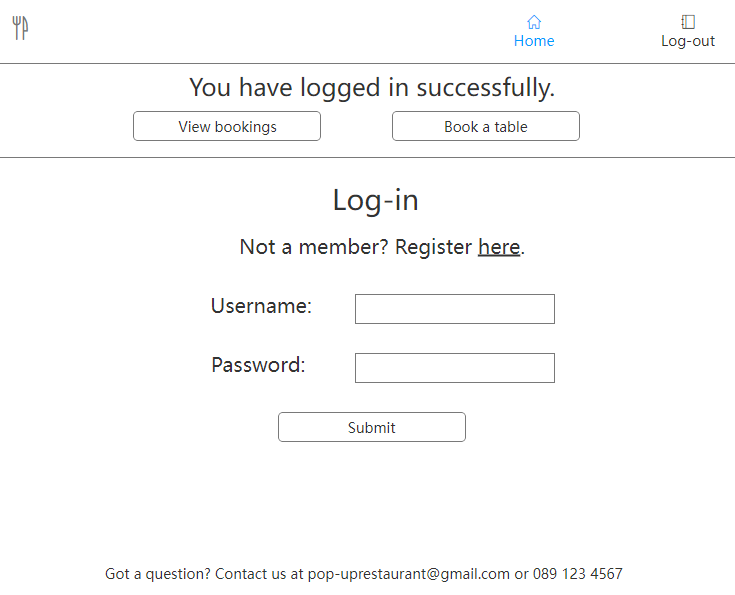 Home
Log-out
You have logged in successfully.
View bookings
Book a table
Log-in
Not a member? Register here.
Username:
Password:
Submit
Got a question? Contact us at pop-uprestaurant@gmail.com or 089 123 4567